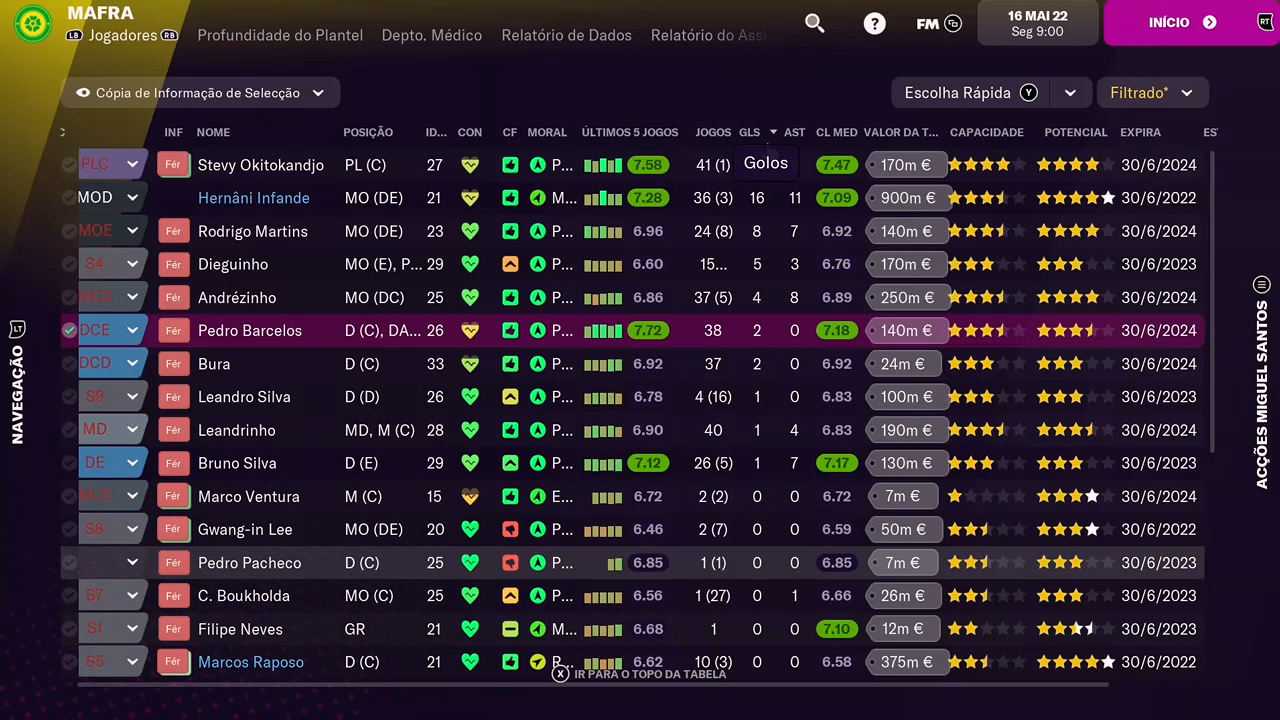 MAFRA
LB Jogadores RB Profundidade do Plantel Depto. Médico Relatório de Dados Relatório do Assis
? FM 16 MAI 22 Seg 9:00 INÍCIO RT
Cópia de Informação de Selecção Escolha Rápida Y Filtrado*
INF NOME POSIÇÃO ID... CON CF MORAL ÚLTIMOS 5 JOGOS JOGOS GLS AST CL MED VALOR DA T... CAPACIDADE POTENCIAL EXPIRA ES
Golos
PLC Fér Stevy Okitokandjo PL (C) 27 P... 7.58 41 (1) 7.47 170m € 30/6/2024
MOD Hernâni Infande MO (DE) 21 M... 7.28 36 (3) 16 11 7.09 900m € 30/6/2022
MOE Fér Rodrigo Martins MO (DE) 23 P... 6.96 24 (8) 8 7 6.92 140m € 30/6/2024
S4 Fér Dieguinho MO (E), P... 29 P... 6.60 15... 5 3 6.76 170m € 30/6/2023
MCD Fér Andrézinho MO (DC) 25 P... 6.86 37 (5) 4 8 6.89 250m € 30/6/2024
DCE Fér Pedro Barcelos D (C), DA... 26 P... 7.72 38 2 0 7.18 140m € 30/6/2024
DCD Fér Bura D (C) 33 P... 6.92 37 2 0 6.92 24m € 30/6/2024
S9 Fér Leandro Silva D (D) 26 P... 6.78 4 (16) 1 0 6.83 100m € 30/6/2023
MD Fér Leandrinho MD, M (C) 28 P... 6.90 40 1 4 6.83 190m € 30/6/2024
DE Fér Bruno Silva D (E) 29 P... 7.12 26 (5) 1 7 7.17 130m € 30/6/2023
MCE Fér Marco Ventura M (C) 15 E... 6.72 2 (2) 0 0 6.72 7m € 30/6/2024
S8 Fér Gwang-in Lee MO (DE) 20 P... 6.46 2 (7) 0 0 6.59 50m € 30/6/2022
- Fér Pedro Pacheco D (C) 25 P... 6.85 1 (1) 0 0 6.85 7m € 30/6/2023
S7 Fér C. Boukholda MO (C) 25 P... 6.56 1 (27) 0 1 6.66 26m € 30/6/2023
S1 Fér Filipe Neves GR 21 M... 6.68 1 0 0 7.10 12m € 30/6/2023
S5 Fér Marcos Raposo D (C) 21 R... 6.62 10 (3) 0 0 6.58 375m € 30/6/2022
X IR PARA O TOPO DA TABELA
NAVEGAÇÃO LT
ACÇÕES MIGUEL SANTOS